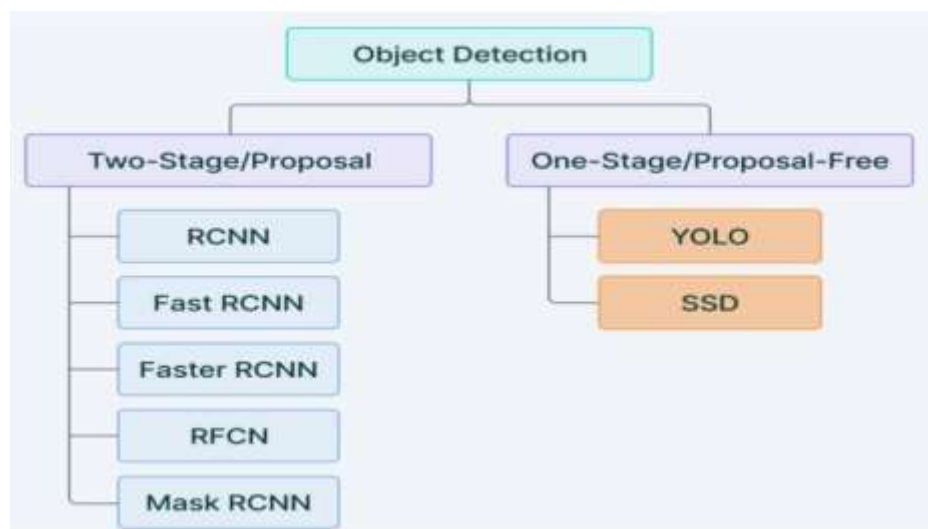 Object Detection
Two-Stage/Proposal
RCNN
Fast RCNN
Faster RCNN
RFCN
Mask RCNN
One-Stage/Proposal-Free
YOLO
SSD